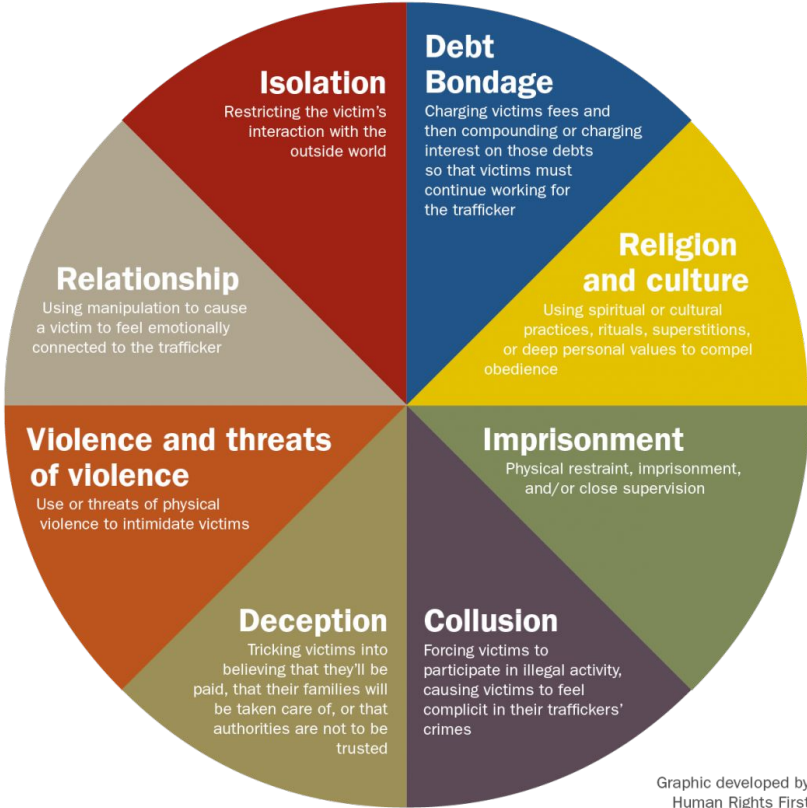 Isolation
Restricting the victim's
interaction with the
outside world
Debt
Bondage
Charging victims fees and
then compounding or charging
interest on those debts
so that victims must
continue working for
the trafficker
Religion
and culture
Using spiritual or cultural
practices, rituals, superstitions,
or deep personal values to compel
obedience
Imprisonment
Physical restraint, imprisonment,
and/or close supervision
Collusion
Forcing victims to
participate in illegal activity,
causing victims to feel
complicit in their traffickers'
crimes
Deception
Tricking victims into
believing that they'll be
paid, that their families will
be taken care of, or that
authorities are not to be
trusted
Violence and threats
of violence
Use or threats of physical
violence to intimidate victims
Relationship
Using manipulation to cause
a victim to feel emotionally
connected to the trafficker
Graphic developed by
Human Rights First